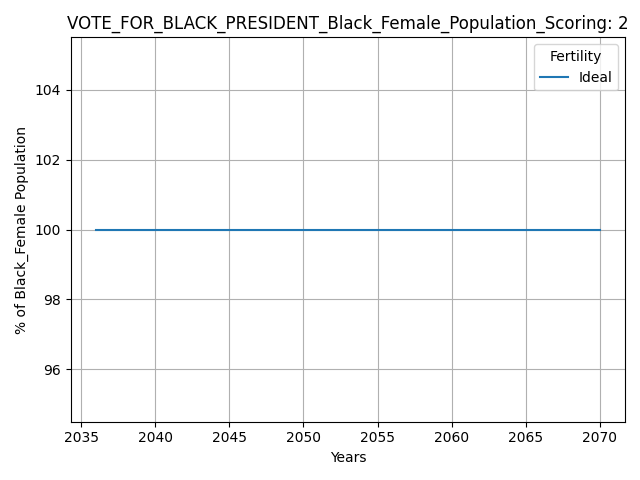 VOTE_FOR_BLACK_PRESIDENT_Black_Female_Population_Scoring: 2
Fertility
Ideal
104
102
100
98
96
% of Black_Female Population
2035 2040 2045 2050 2055 2060 2065 2070
Years